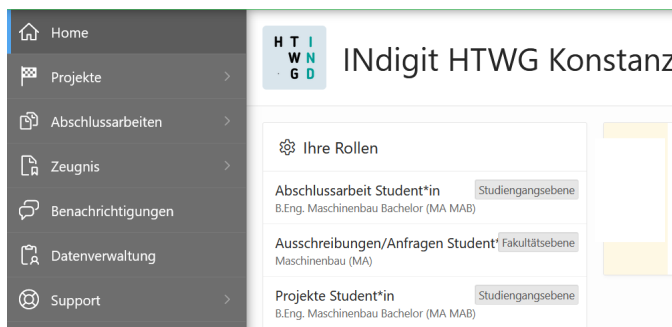 Home
Projekte
Abschlussarbeiten
Zeugnis
Benachrichtigungen
Datenverwaltung
Support
H T I
W N
G D
INdigit HTWG Konstanz
Ihre Rollen
Abschlussarbeit Student*in Studiengangsebene
B.Eng. Maschinenbau Bachelor (MA MAB)
Ausschreibungen/Anfragen Student* Fakultätsebene
Maschinenbau (MA)
Projekte Student*in Studiengangsebene
B.Eng. Maschinenbau Bachelor (MA MAB)